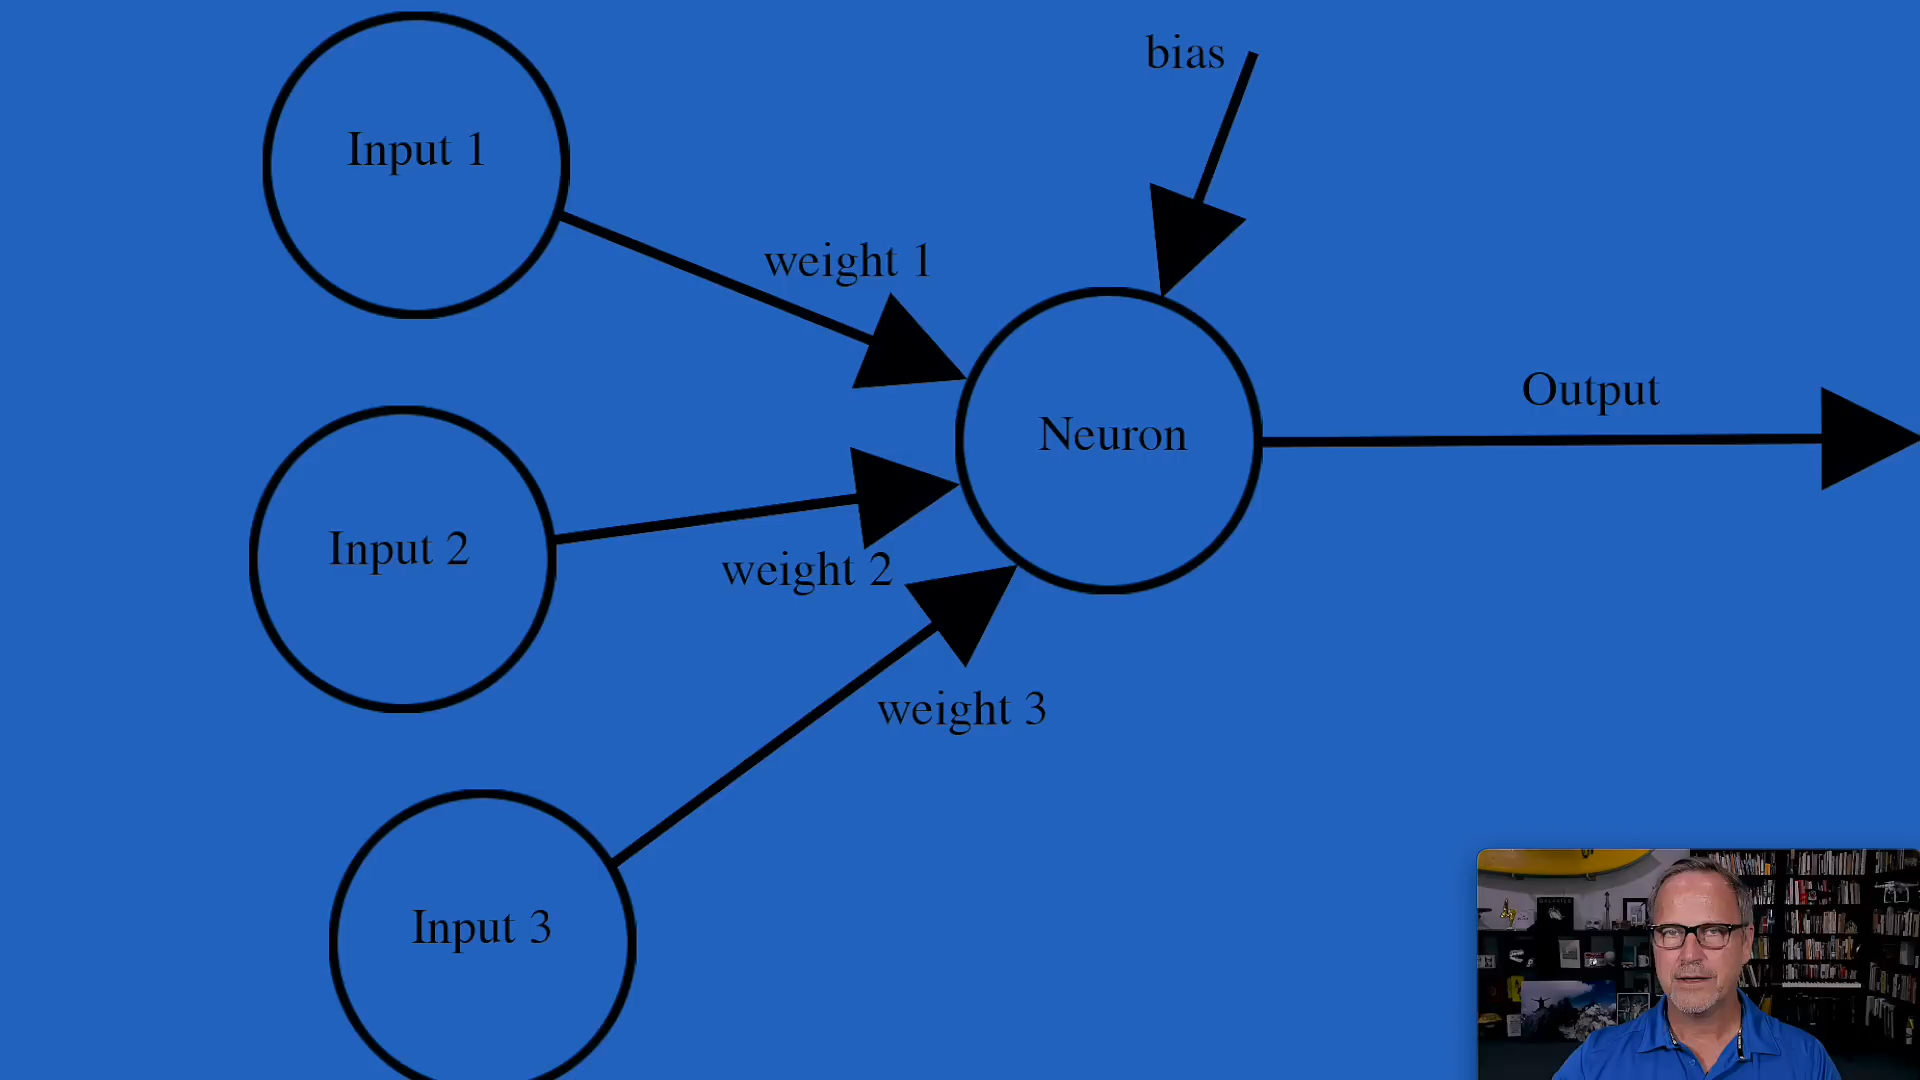 Input 1
bias
weight 1
Output
Neuron
Input 2
weight 2
weight 3
Input 3